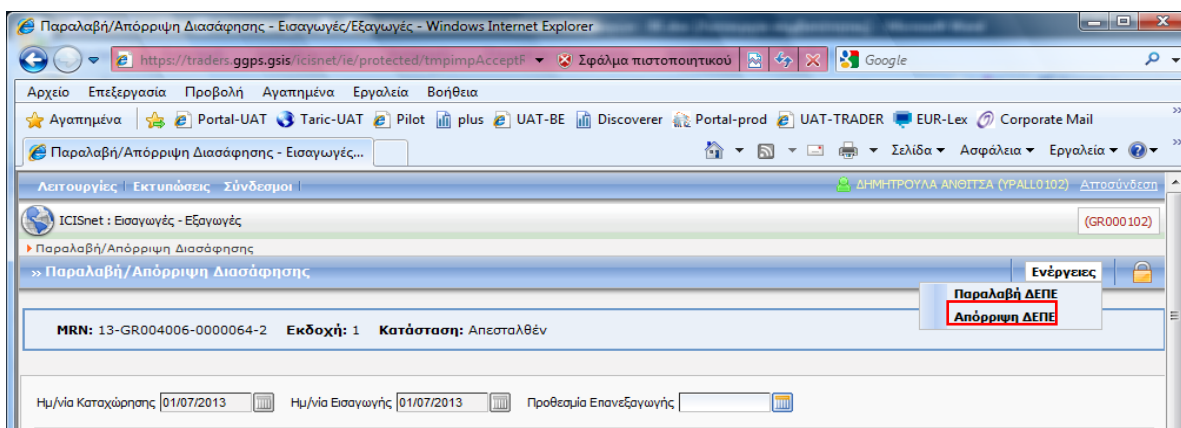 Παραλαβή/Απόρριψη Διασάφησης - Εισαγωγές/Εξαγωγές - Windows Internet Explorer
https://traders.ggps.gsis/icisnet/ie/protected/tmpimpAcceptF Σφάλμα πιστοποιητικού Google
Αρχείο Επεξεργασία Προβολή Αγαπημένα Εργαλεία Βοήθεια
Αγαπημένα Portal-UAT Taric-UAT Pilot plus UAT-BE Discoverer Portal-prod UAT-TRADER EUR-Lex Corporate Mail
Παραλαβή/Απόρριψη Διασάφησης - Εισαγωγές... Σελίδα Ασφάλεια Εργαλεία
Λειτουργίες | Εκτυπώσεις Σύνδεσμοι | ΔΗΜΗΤΡΟΥΛΑ ΑΝΘΙΤΣΑ (YPALL0102) Αποσύνδεση
ICISnet : Εισαγωγές - Εξαγωγές (GR000102)
Παραλαβή/Απόρριψη Διασάφησης
» Παραλαβή/Απόρριψη Διασάφησης Ενέργειες
Παραλαβή ΔΕΠΕ
Απόρριψη ΔΕΠΕ
MRN: 13-GR004006-0000064-2 Εκδοχή: 1 Κατάσταση: Απεσταλθέν
Ημ/νία Καταχώρησης 01/07/2013 Ημ/νία Εισαγωγής 01/07/2013 Προθεσμία Επανεξαγωγής